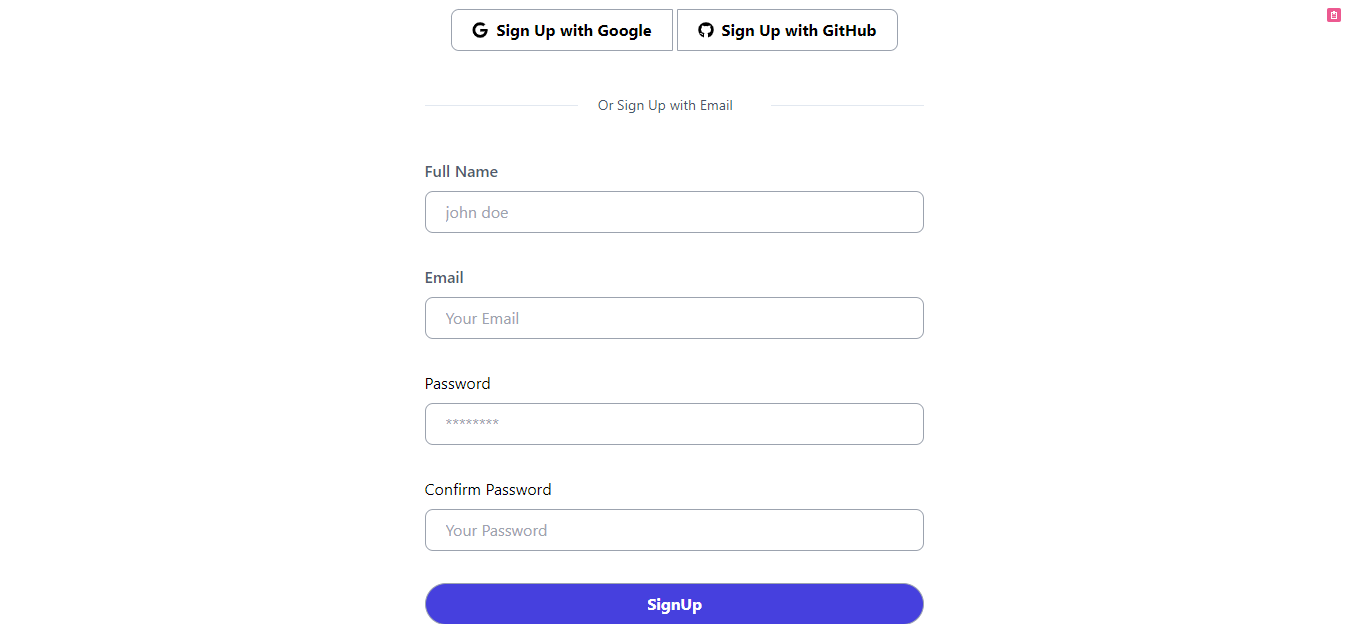 Sign Up with Google Sign Up with GitHub
Or Sign Up with Email
Full Name
john doe
Email
Your Email
Password
********
Confirm Password
Your Password
SignUp